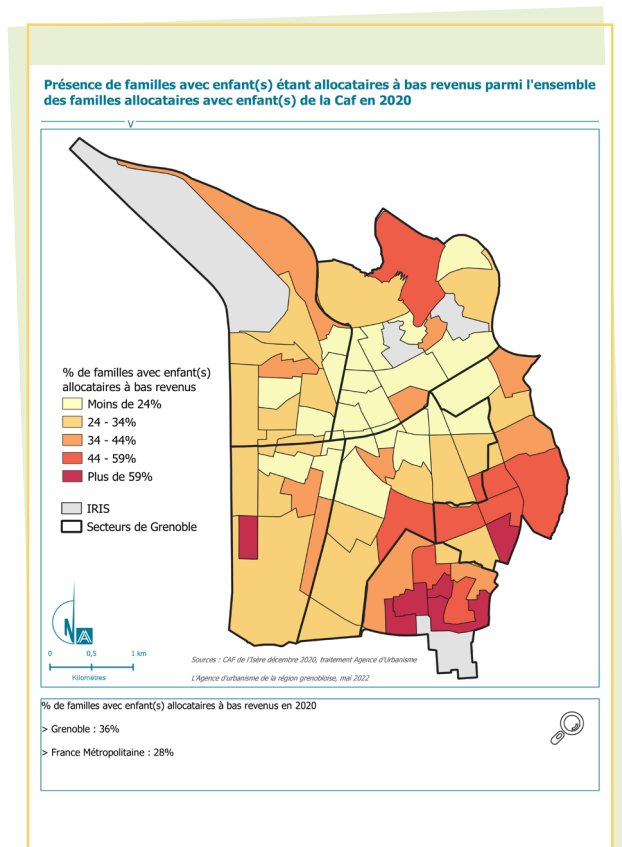 Présence de familles avec enfant(s) étant allocataires à bas revenus parmi l'ensemble
des familles allocataires avec enfant(s) de la Caf en 2020
V
% de familles avec enfant(s)
allocataires à bas revenus
Moins de 24%
24 - 34%
34 - 44%
44 - 59%
Plus de 59%
IRIS
Secteurs de Grenoble
N
A
0 0,5 1 km
Kilomètres
Sources : CAF de l'Isère décembre 2020, traitement Agence d'Urbanisme
L'Agence d'urbanisme de la région grenobloise, mai 2022
% de familles avec enfant(s) allocataires à bas revenus en 2020
> Grenoble : 36%
> France Métropolitaine : 28%